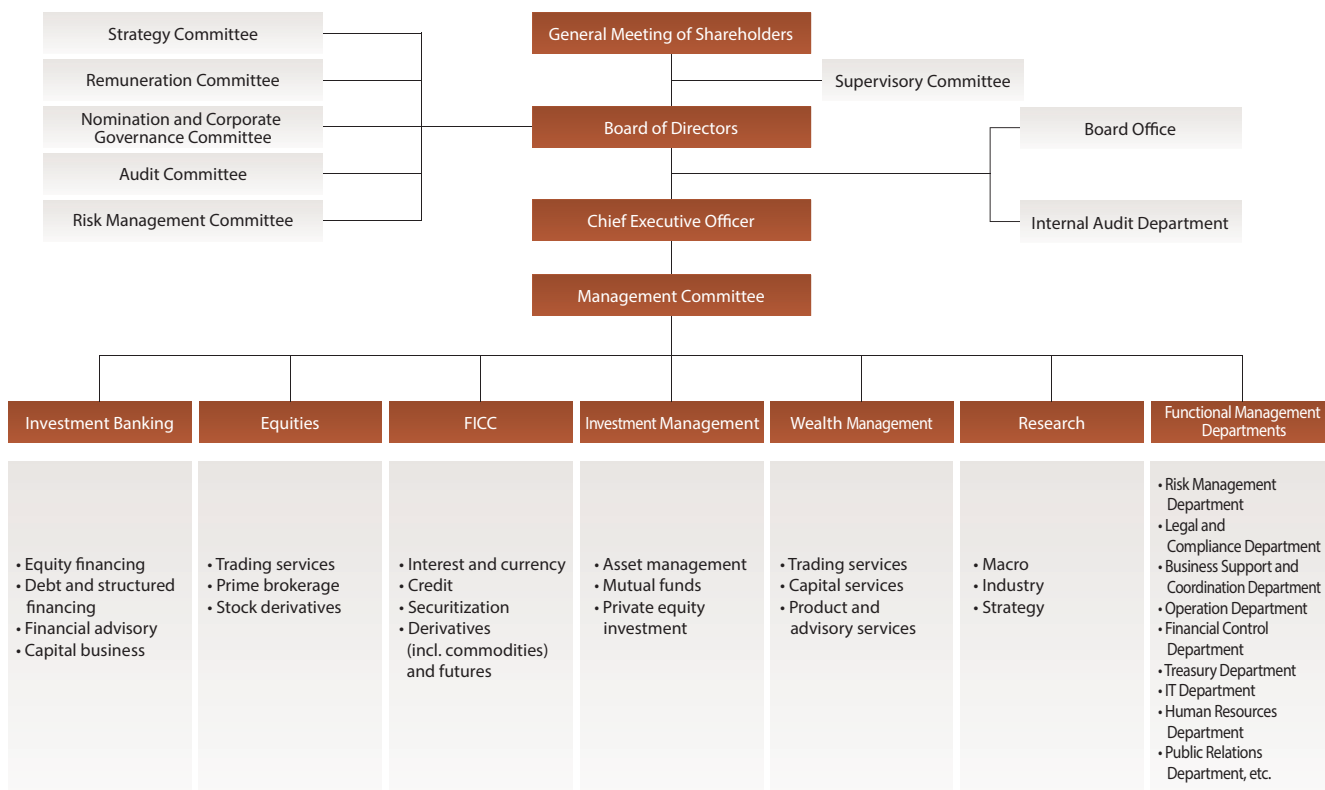 Strategy Committee
Remuneration Committee
Nomination and Corporate
Governance Committee
Audit Committee
Risk Management Committee
General Meeting of Shareholders
Supervisory Committee
Board of Directors
Board Office
Internal Audit Department
Chief Executive Officer
Management Committee
Investment Banking
• Equity financing
• Debt and structured
financing
• Financial advisory
• Capital business
Equities
• Trading services
• Prime brokerage
• Stock derivatives
FICC
• Interest and currency
• Credit
• Securitization
• Derivatives
(incl. commodities)
and futures
Investment Management
• Asset management
• Mutual funds
• Private equity
investment
Wealth Management
• Trading services
• Capital services
• Product and
advisory services
Research
• Macro
• Industry
• Strategy
Functional Management
Departments
• Risk Management
Department
• Legal and
Compliance Department
• Business Support and
Coordination Department
• Operation Department
• Financial Control
Department
• Treasury Department
• IT Department
• Human Resources
Department
• Public Relations
Department, etc.